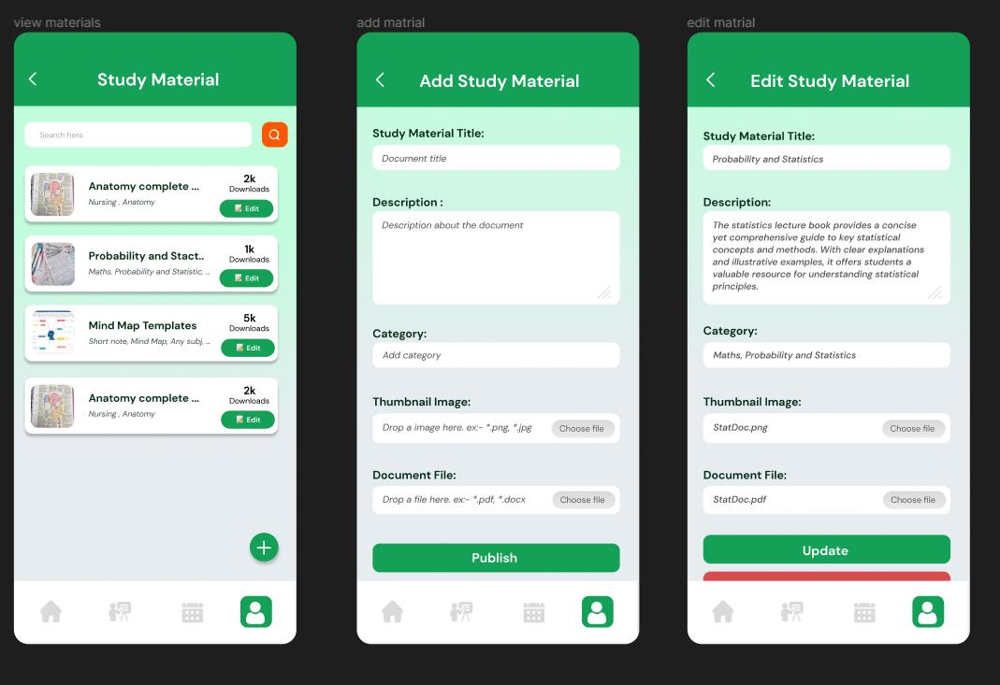 view materials
Study Material
Search here
Anatomy complete ...
Nursing , Anatomy
2k
Downloads
Edit
Probability and Stact..
Maths, Probability and Statistic, ...
1k
Downloads
Edit
Mind Map Templates
Short note, Mind Map, Any subj, ...
5k
Downloads
Edit
Anatomy complete ...
Nursing , Anatomy
2k
Downloads
Edit
add matrial
Add Study Material
Study Material Title:
Document title
Description :
Description about the document
Category:
Add category
Thumbnail Image:
Drop a image here. ex:- *.png, *.jpg
Choose file
Document File:
Drop a file here. ex:- *.pdf, *.docx
Choose file
Publish
edit matrial
Edit Study Material
Study Material Title:
Probability and Statistics
Description:
The statistics lecture book provides a concise
yet comprehensive guide to key statistical
concepts and methods. With clear explanations
and illustrative examples, it offers students a
valuable resource for understanding statistical
principles.
Category:
Maths, Probability and Statistics
Thumbnail Image:
StatDoc.png
Choose file
Document File:
StatDoc.pdf
Choose file
Update